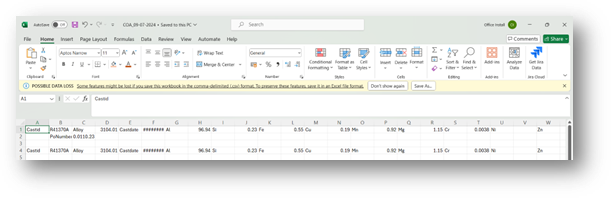 AutoSave Off COA_09-07-2024 • Saved to this PC Search Office Install
File Home Insert Page Layout Formulas Data Review View Automate Help Comments Share
Paste Aptos Narrow 11 A A Wrap Text General Conditional Formatting Format as Table Cell Styles Insert Delete Format Sort & Filter Find & Select Add-ins Analyze Data Get Jira Data
B I U Merge & Center $ % ,
Clipboard Font Alignment Number Styles Cells Editing Add-ins Jira Cloud
POSSIBLE DATA LOSS Some features might be lost if you save this workbook in the comma-delimited (.csv) format. To preserve these features, save it in an Excel file format. Don't show again Save As...
A1 fx CastId
A B C D E F G H I J K L M N O P Q R S T U V W
1 CastId R41370A Alloy 3104.01 Castdate ######## Al 96.94 Si 0.23 Fe 0.55 Cu 0.19 Mn 0.92 Mg 1.15 Cr 0.0038 Ni Zn
2 PoNumber 0.0110.23
3
4 CastId R41370A Alloy 3104.01 Castdate ######## Al 96.94 Si 0.23 Fe 0.55 Cu 0.19 Mn 0.92 Mg 1.15 Cr 0.0038 Ni Zn